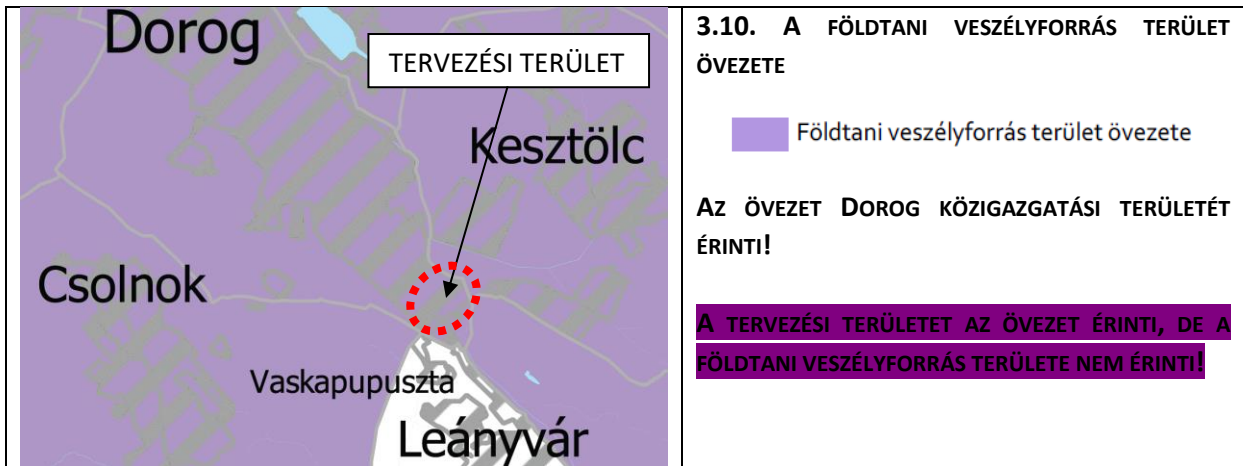 Dorog
TERVEZÉSI TERÜLET
Kesztölc
Csolnok
Vaskapupuszta
Leányvár
3.10. A FÖLDTANI VESZÉLYFORRÁS TERÜLET
ÖVEZETE
Földtani veszélyforrás terület övezete
AZ ÖVEZET DOROG KÖZIGAZGATÁSI TERÜLETÉT
ÉRINTI!
A TERVEZÉSI TERÜLETET AZ ÖVEZET ÉRINTI, DE A
FÖLDTANI VESZÉLYFORRÁS TERÜLETE NEM ÉRINTI!